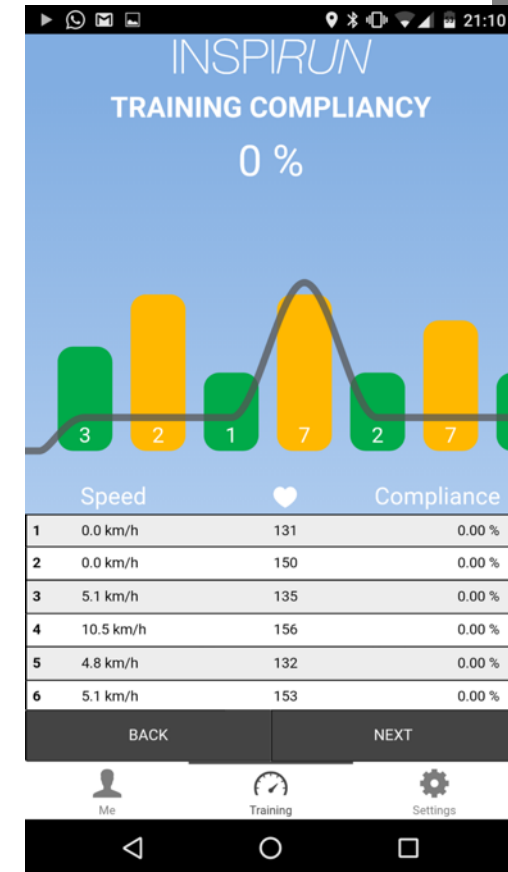 21:10
INSPIRUN
TRAINING COMPLIANCY
0 %
3 2 1 7 2 7
Speed Compliance
1 0.0 km/h 131 0.00 %
2 0.0 km/h 150 0.00 %
3 5.1 km/h 135 0.00 %
4 10.5 km/h 156 0.00 %
5 4.8 km/h 132 0.00 %
6 5.1 km/h 153 0.00 %
BACK NEXT
Me Training Settings